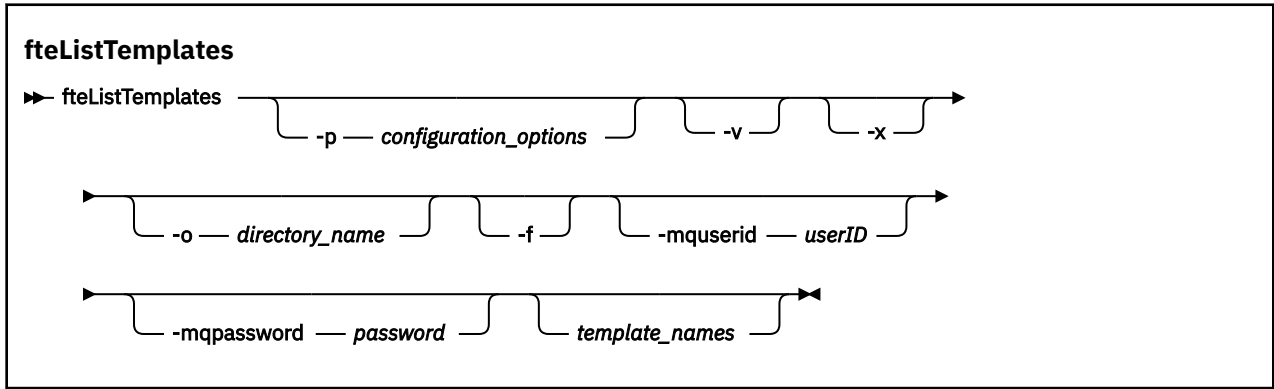 fteListTemplates
fteListTemplates
-p configuration_options -v -x
-o directory_name -f -mquserid userID
-mqpassword password template_names